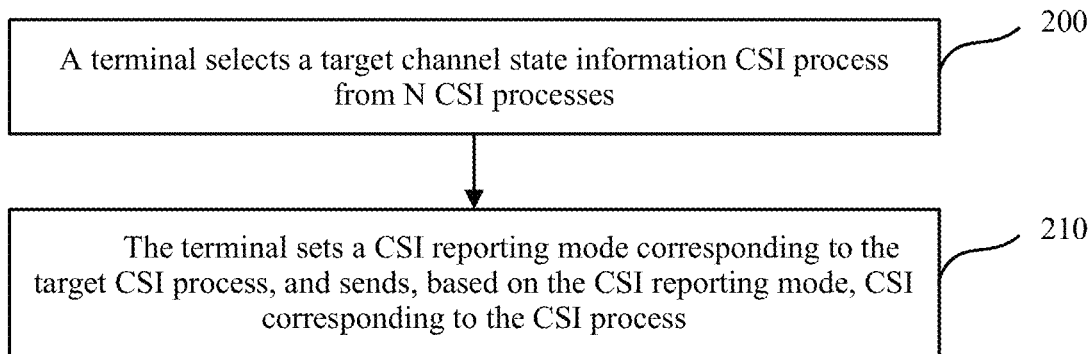 200
A terminal selects a target channel state information CSI process
from N CSI processes
210
The terminal sets a CSI reporting mode corresponding to the
target CSI process, and sends, based on the CSI reporting mode, CSI
corresponding to the CSI process